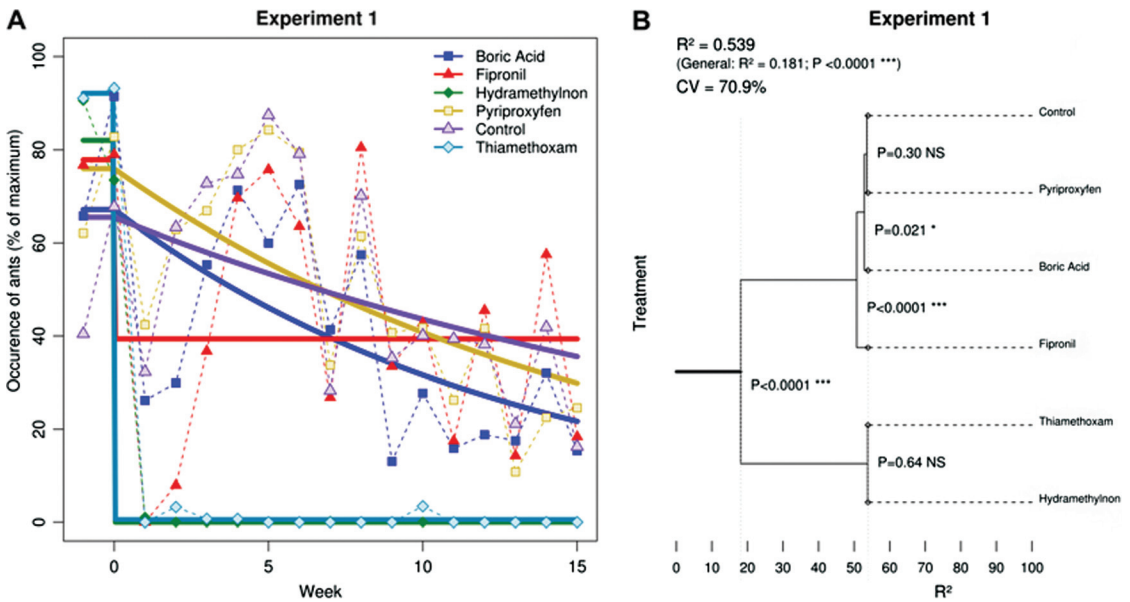 A
Experiment 1
Occurence of ants (% of maximum)
100
80
60
40
20
0
Boric Acid
Fipronil
Hydramethylnon
Pyriproxyfen
Control
Thiamethoxam
0
5
10
15
Week
B
Experiment 1
R² = 0.539
(General: R² = 0.181; P <0.0001 ***)
CV = 70.9%
Treatment
Control
P=0.30 NS
Pyriproxyfen
P=0.021 *
Boric Acid
P<0.0001 ***
Fipronil
P<0.0001 ***
Thiamethoxam
P=0.64 NS
Hydramethylnon
0 10 20 30 40 50 60 70 80 90 100
R²